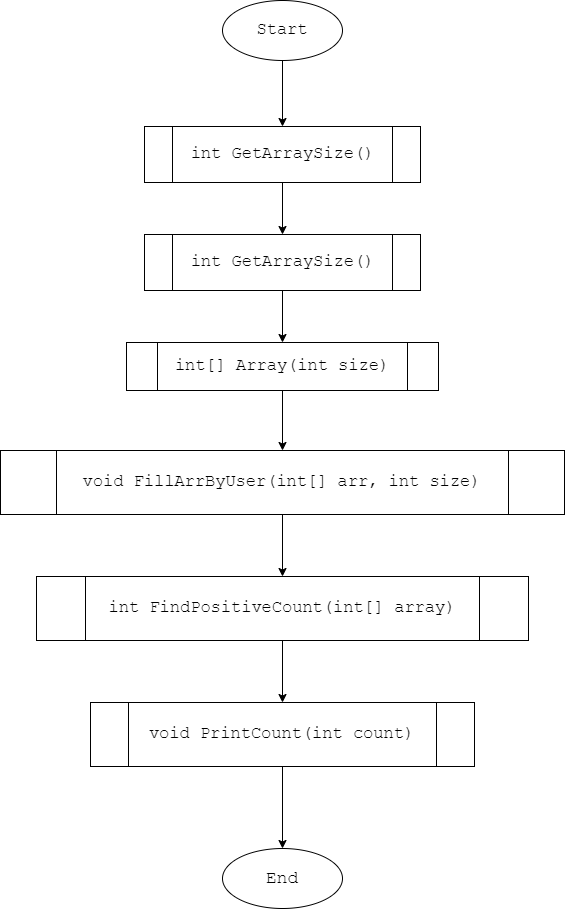 Start
int GetArraySize()
int GetArraySize()
int[] Array(int size)
void FillArrByUser(int[] arr, int size)
int FindPositiveCount(int[] array)
void PrintCount(int count)
End